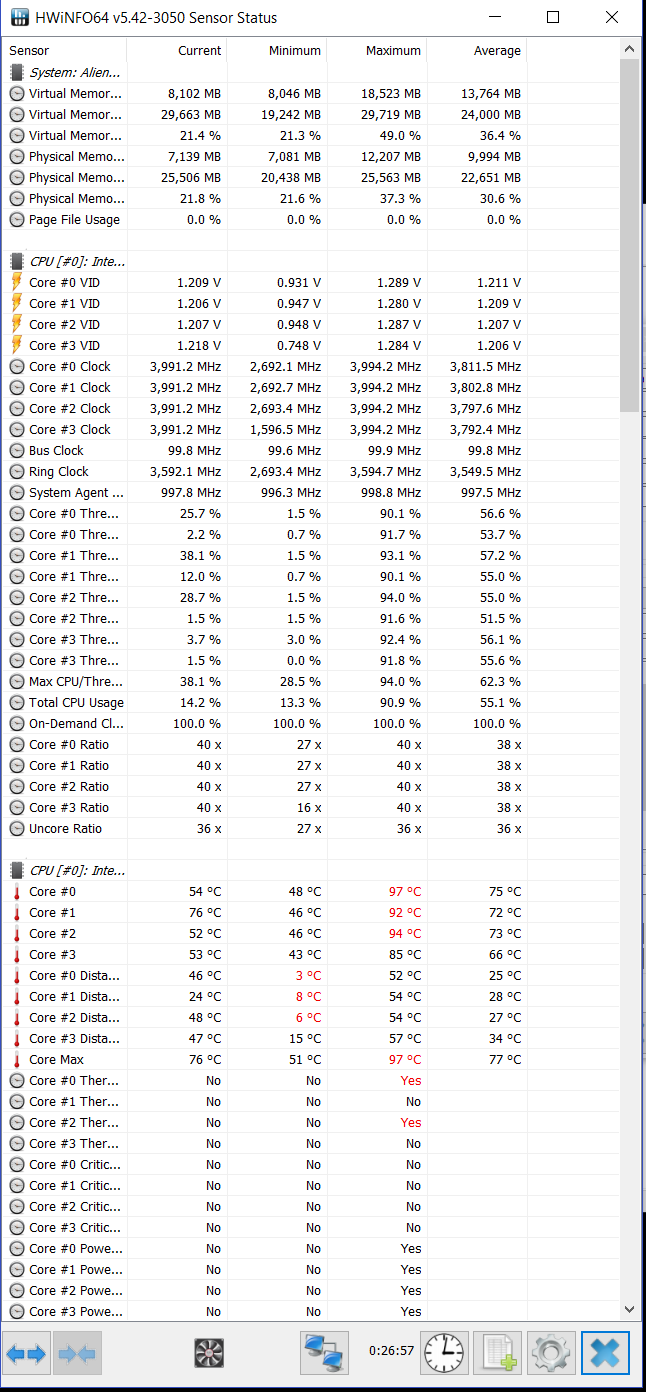 HWiNFO64 v5.42-3050 Sensor Status
Sensor Current Minimum Maximum Average
System: Alien...
Virtual Memor... 8,102 MB 8,046 MB 18,523 MB 13,764 MB
Virtual Memor... 29,663 MB 19,242 MB 29,719 MB 24,000 MB
Virtual Memor... 21.4 % 21.3 % 49.0 % 36.4 %
Physical Memo... 7,139 MB 7,081 MB 12,207 MB 9,994 MB
Physical Memo... 25,506 MB 20,438 MB 25,563 MB 22,651 MB
Physical Memo... 21.8 % 21.6 % 37.3 % 30.6 %
Page File Usage 0.0 % 0.0 % 0.0 % 0.0 %
CPU [#0]: Inte...
Core #0 VID 1.209 V 0.931 V 1.289 V 1.211 V
Core #1 VID 1.206 V 0.947 V 1.280 V 1.209 V
Core #2 VID 1.207 V 0.948 V 1.287 V 1.207 V
Core #3 VID 1.218 V 0.748 V 1.284 V 1.206 V
Core #0 Clock 3,991.2 MHz 2,692.1 MHz 3,994.2 MHz 3,811.5 MHz
Core #1 Clock 3,991.2 MHz 2,692.7 MHz 3,994.2 MHz 3,802.8 MHz
Core #2 Clock 3,991.2 MHz 2,693.4 MHz 3,994.2 MHz 3,797.6 MHz
Core #3 Clock 3,991.2 MHz 1,596.5 MHz 3,994.2 MHz 3,792.4 MHz
Bus Clock 99.8 MHz 99.6 MHz 99.9 MHz 99.8 MHz
Ring Clock 3,592.1 MHz 2,693.4 MHz 3,594.7 MHz 3,549.5 MHz
System Agent ... 997.8 MHz 996.3 MHz 998.8 MHz 997.5 MHz
Core #0 Thre... 25.7 % 1.5 % 90.1 % 56.6 %
Core #0 Thre... 2.2 % 0.7 % 91.7 % 53.7 %
Core #1 Thre... 38.1 % 1.5 % 93.1 % 57.2 %
Core #1 Thre... 12.0 % 0.7 % 90.1 % 55.0 %
Core #2 Thre... 28.7 % 1.5 % 94.0 % 55.0 %
Core #2 Thre... 1.5 % 1.5 % 91.6 % 51.5 %
Core #3 Thre... 3.7 % 3.0 % 92.4 % 56.1 %
Core #3 Thre... 1.5 % 0.0 % 91.8 % 55.6 %
Max CPU/Thre... 38.1 % 28.5 % 94.0 % 62.3 %
Total CPU Usage 14.2 % 13.3 % 90.9 % 55.1 %
On-Demand Cl... 100.0 % 100.0 % 100.0 % 100.0 %
Core #0 Ratio 40 x 27 x 40 x 38 x
Core #1 Ratio 40 x 27 x 40 x 38 x
Core #2 Ratio 40 x 27 x 40 x 38 x
Core #3 Ratio 40 x 16 x 40 x 38 x
Uncore Ratio 36 x 27 x 36 x 36 x
CPU [#0]: Inte...
Core #0 54 °C 48 °C 97 °C 75 °C
Core #1 76 °C 46 °C 92 °C 72 °C
Core #2 52 °C 46 °C 94 °C 73 °C
Core #3 53 °C 43 °C 85 °C 66 °C
Core #0 Dista... 46 °C 3 °C 52 °C 25 °C
Core #1 Dista... 24 °C 8 °C 54 °C 28 °C
Core #2 Dista... 48 °C 6 °C 54 °C 27 °C
Core #3 Dista... 47 °C 15 °C 57 °C 34 °C
Core Max 76 °C 51 °C 97 °C 77 °C
Core #0 Ther... No No Yes
Core #1 Ther... No No No
Core #2 Ther... No No Yes
Core #3 Ther... No No No
Core #0 Critic... No No No
Core #1 Critic... No No No
Core #2 Critic... No No No
Core #3 Critic... No No No
Core #0 Powe... No No Yes
Core #1 Powe... No No Yes
Core #2 Powe... No No Yes
Core #3 Powe... No No Yes
0:26:57